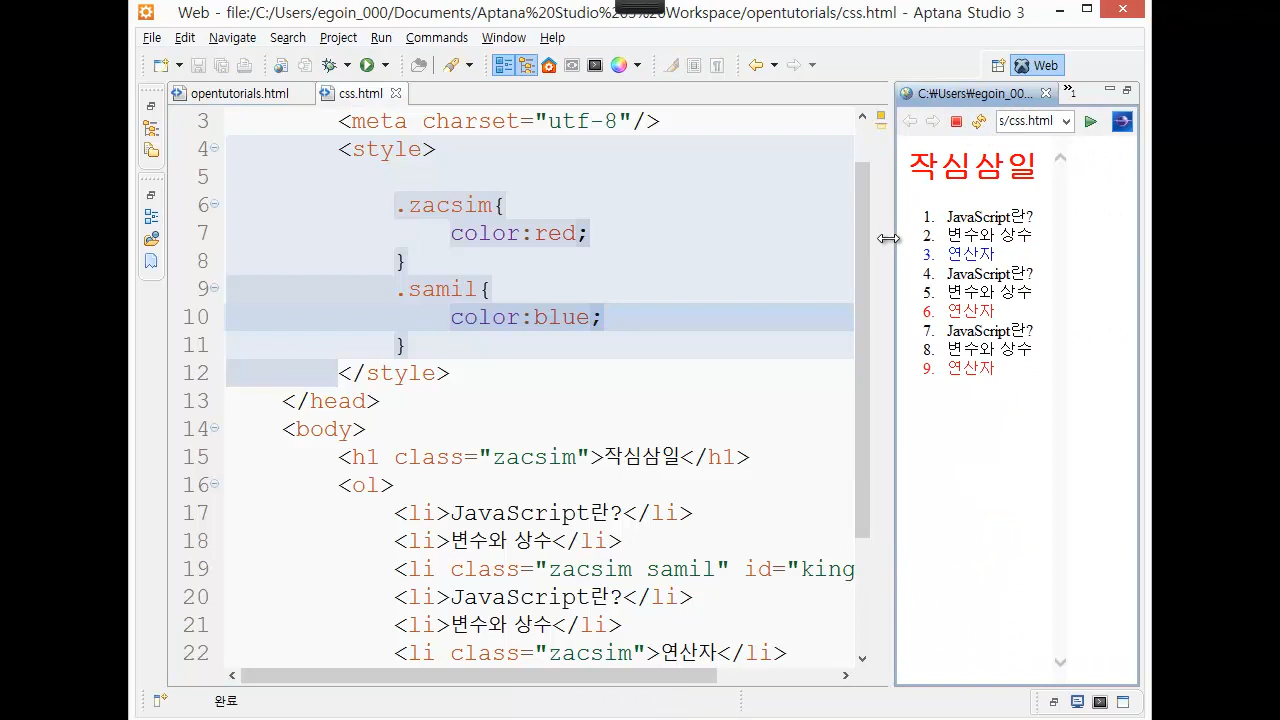 Web - file:/C:/Users/egoin_000/Documents/Aptana%20Studio Workspace/opentutorials/css.html - Aptana Studio 3
File Edit Navigate Search Project Run Commands Window Help
Web
opentutorials.html css.html
3 <meta charset="utf-8"/>
4 <style>
5
6 .zacsim{
7 color:red;
8 }
9 .samil{
10 color:blue;
11 }
12 </style>
13 </head>
14 <body>
15 <h1 class="zacsim">작심삼일</h1>
16 <ol>
17 <li>JavaScript란?</li>
18 <li>변수와 상수</li>
19 <li class="zacsim samil" id="king
20 <li>JavaScript란?</li>
21 <li>변수와 상수</li>
22 <li class="zacsim">연산자</li>
C:\Users\egoin_00... 1
s/css.html
작심삼일
1. JavaScript란?
2. 변수와 상수
3. 연산자
4. JavaScript란?
5. 변수와 상수
6. 연산자
7. JavaScript란?
8. 변수와 상수
9. 연산자
완료